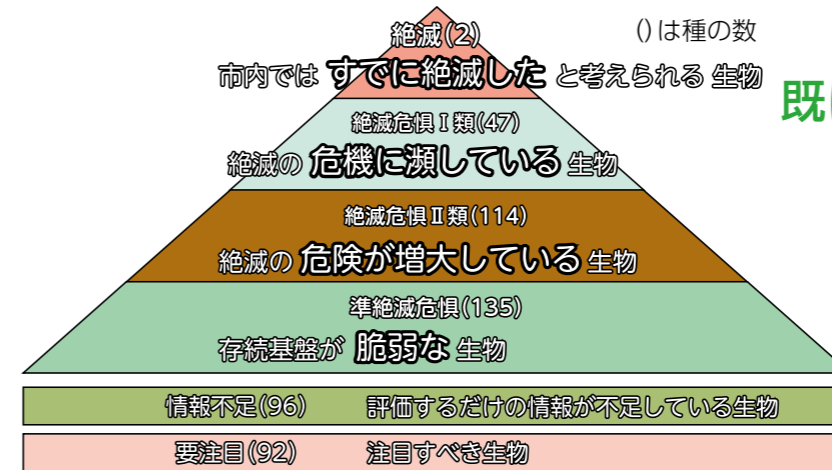 ()は種の数
絶滅(2)
市内では すでに絶滅した と考えられる 生物
既
絶滅危惧Ⅰ類(47)
絶滅の 危機に瀕している 生物
絶滅危惧Ⅱ類(114)
絶滅の 危険が増大している 生物
準絶滅危惧(135)
存続基盤が 脆弱な 生物
情報不足(96) 評価するだけの情報が不足している生物
要注目(92) 注目すべき生物